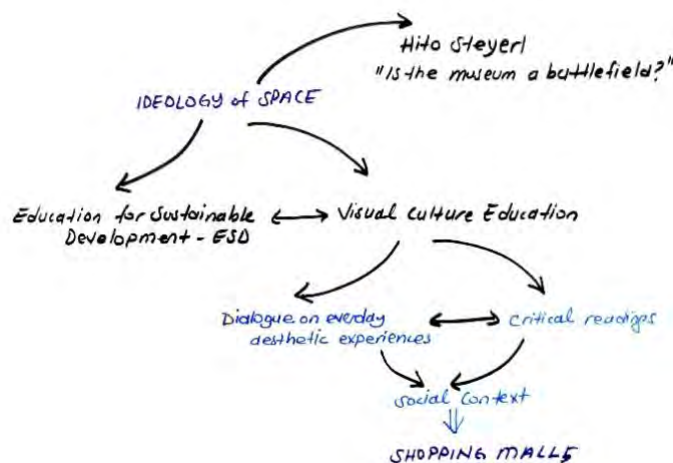 Hito Steyerl
"Is the museum a battlefield?"
IDEOLOGY of SPACE
Education for Sustainable
Development - ESD
Visual Culture Education
Dialogue on everday
aesthetic experiences
Critical readigs
Social context
SHOPPING MALLS